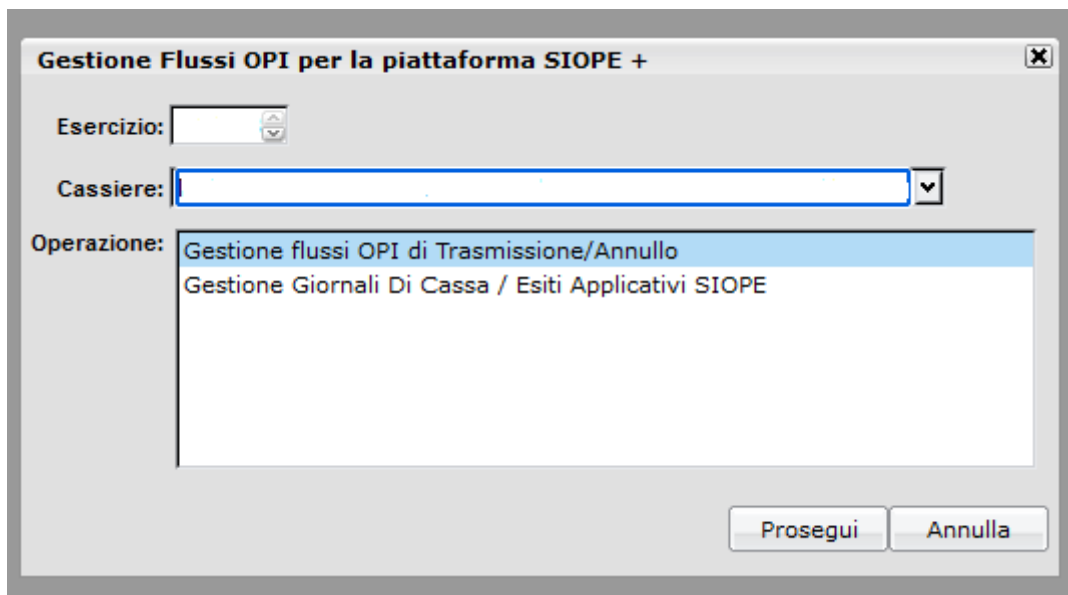 Gestione Flussi OPI per la piattaforma SIOPE +
Esercizio:
Cassiere:
Operazione:
Gestione flussi OPI di Trasmissione/Annullo
Gestione Giornali Di Cassa / Esiti Applicativi SIOPE
Prosegui
Annulla